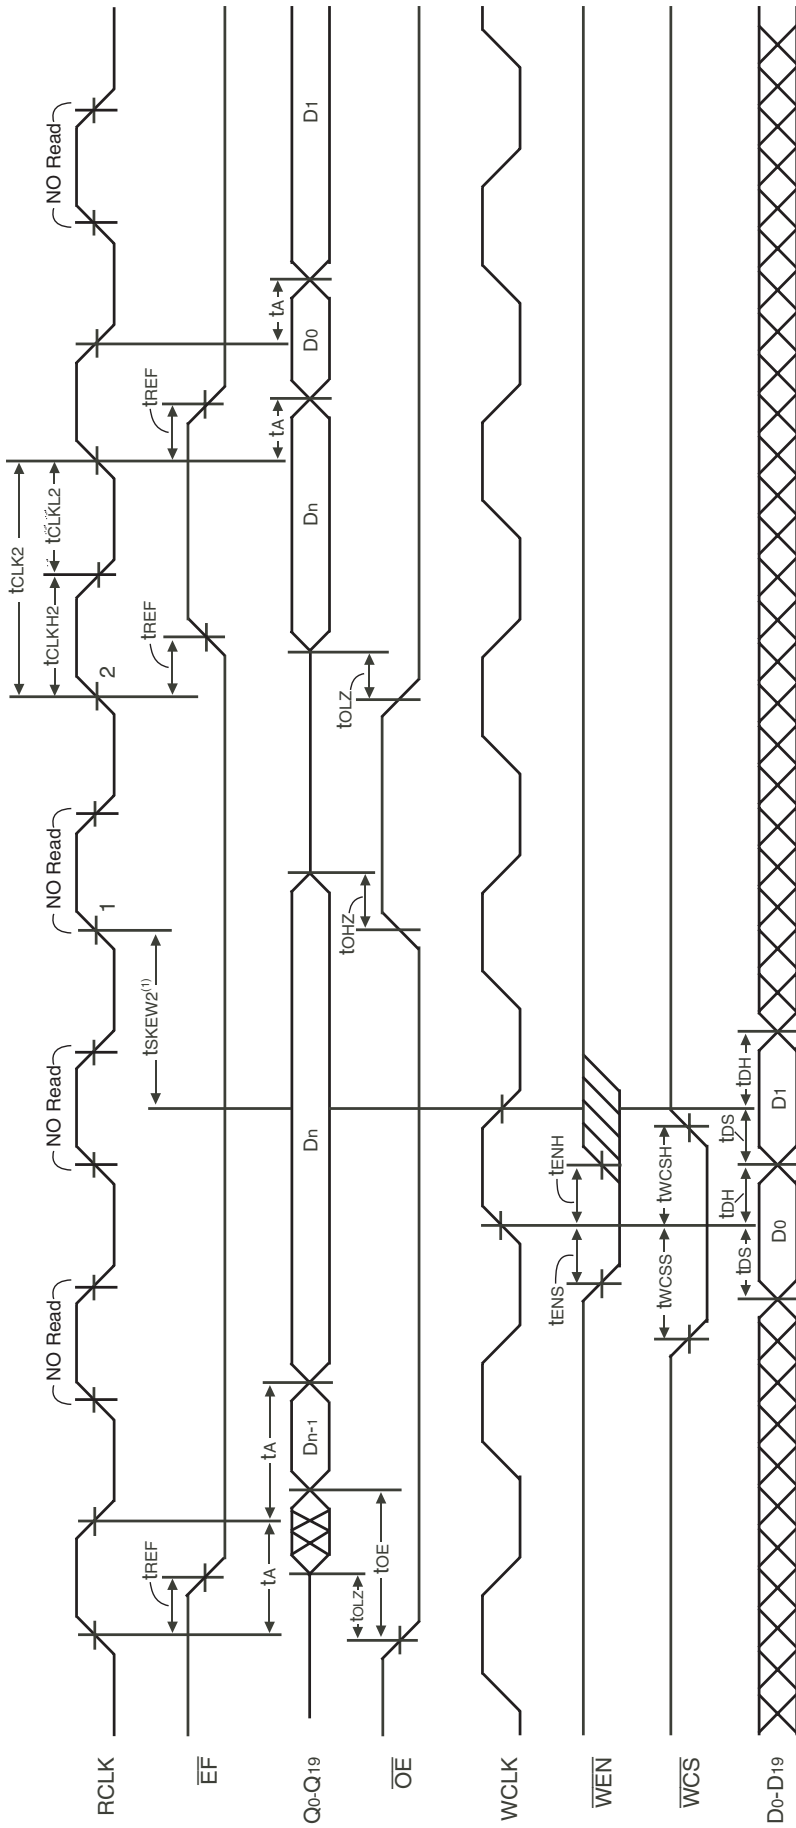 RCLK
NO Read
NO Read
NO Read
1
2
tCLK2
tCLKH2
tCLKL2
NO Read
tSKEW2(1)
EF
tREF
tREF
tREF
Q0-Q19
tA
tA
Dn-1
Dn
Dn
tA
D0
tA
D1
OE
tOLZ
tOE
tOHZ
tOLZ
WCLK
WEN
tENS
tENH
WCS
tWCSS
tWCSH
D0-D19
tDS
tDH
tDS
tDH
D0
D1